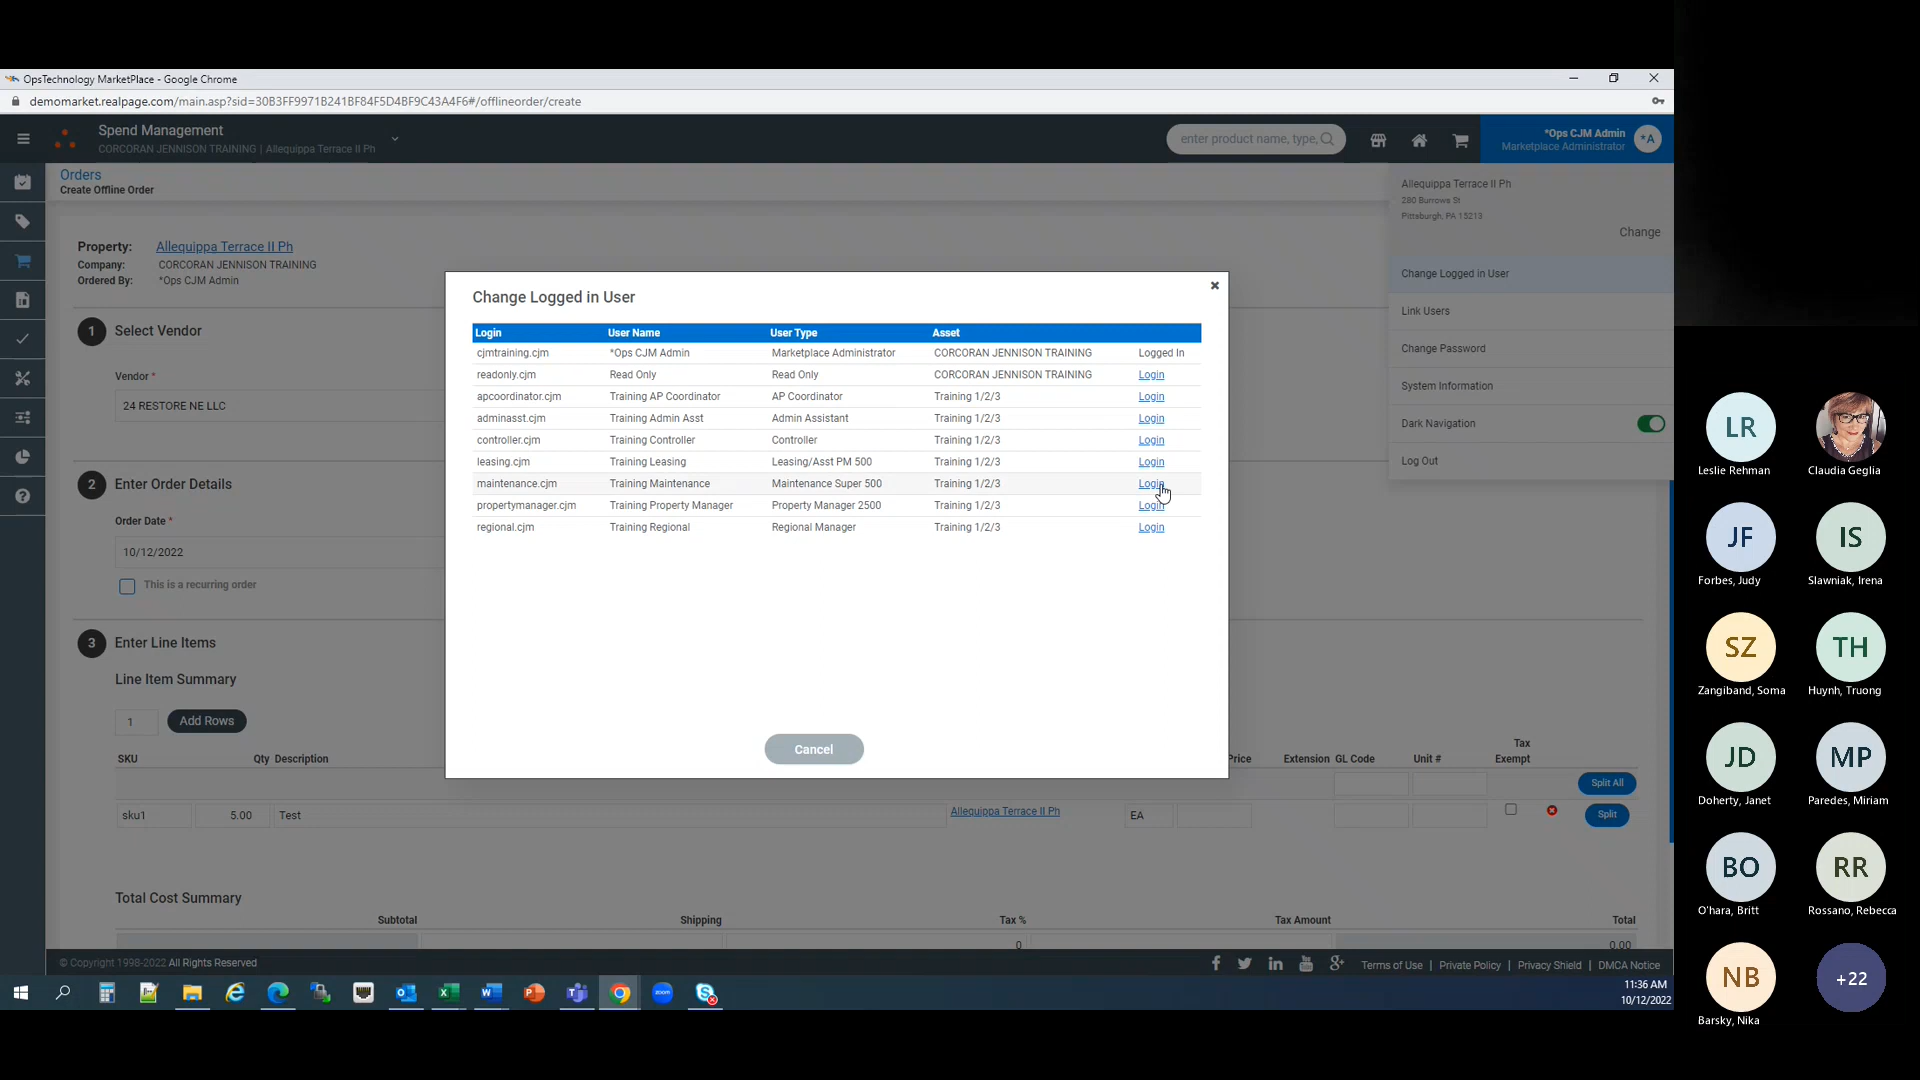 OpsTechnology MarketPlace - Google Chrome
demomarket.realpage.com/main.asp?sid=30B3FF9971B241BF84F5D4BF9C43A4F6#/offlineorder/create
Spend Management
CORCORAN JENNISON TRAINING | Allequippa Terrace II Ph
enter product name, type,
*Ops CJM Admin
Marketplace Administrator
*A
Orders
Create Offline Order
Allequippa Terrace II Ph
280 Burrows St
Pittsburgh, PA 15213
Change
Change Logged in User
Link Users
Change Password
System Information
Dark Navigation
Log Out
Property: Allequippa Terrace II Ph
Company: CORCORAN JENNISON TRAINING
Ordered By: *Ops CJM Admin
1 Select Vendor
Vendor *
24 RESTORE NE LLC
2 Enter Order Details
Order Date *
10/12/2022
This is a recurring order
3 Enter Line Items
Line Item Summary
1 Add Rows
SKU Qty Description Price Extension GL Code Unit # Tax Exempt
Split All
sku1 5.00 Test Allequippa Terrace II Ph EA Split
Total Cost Summary
Subtotal Shipping Tax % Tax Amount Total
0 0.00
Change Logged in User
Login User Name User Type Asset
cjmtraining.cjm *Ops CJM Admin Marketplace Administrator CORCORAN JENNISON TRAINING Logged In
readonly.cjm Read Only Read Only CORCORAN JENNISON TRAINING Login
apcoordinator.cjm Training AP Coordinator AP Coordinator Training 1/2/3 Login
adminasst.cjm Training Admin Asst Admin Assistant Training 1/2/3 Login
controller.cjm Training Controller Controller Training 1/2/3 Login
leasing.cjm Training Leasing Leasing/Asst PM 500 Training 1/2/3 Login
maintenance.cjm Training Maintenance Maintenance Super 500 Training 1/2/3 Login
propertymanager.cjm Training Property Manager Property Manager 2500 Training 1/2/3 Login
regional.cjm Training Regional Regional Manager Training 1/2/3 Login
Cancel
© Copyright 1998-2022 All Rights Reserved
Terms of Use | Private Policy | Privacy Shield | DMCA Notice
zoom
11:36 AM
10/12/2022
LR
Leslie Rehman
Claudia Geglia
JF
Forbes, Judy
IS
Slawniak, Irena
SZ
Zangiband, Soma
TH
Huynh, Truong
JD
Doherty, Janet
MP
Paredes, Miriam
BO
O'hara, Britt
RR
Rossano, Rebecca
NB
Barsky, Nika
+22